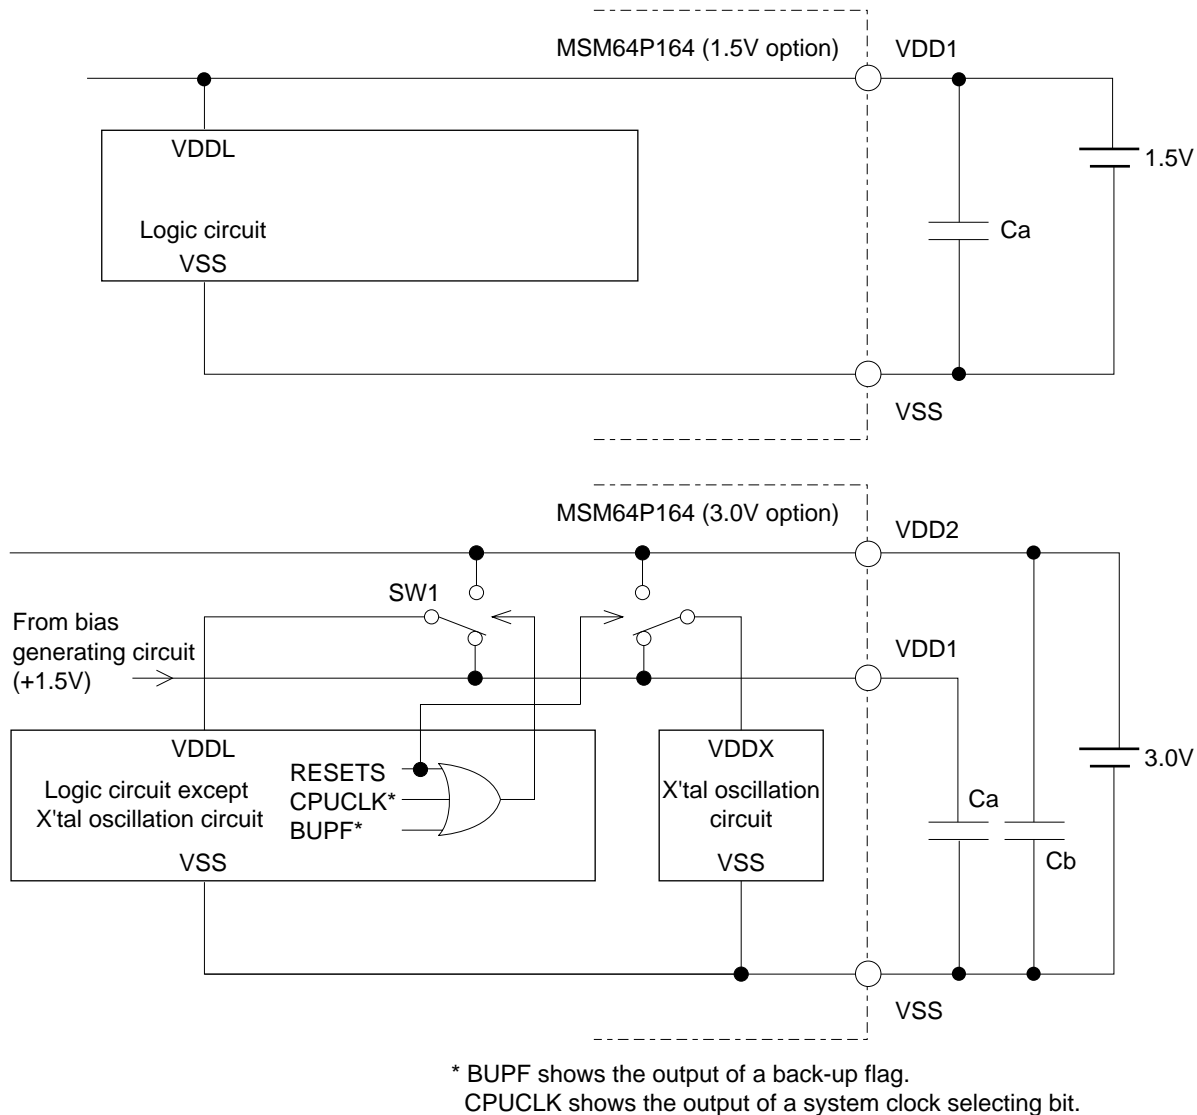 MSM64P164 (1.5V option)
VDD1
VDDL
1.5V
Logic circuit
Ca
VSS
VSS
MSM64P164 (3.0V option)
VDD2
SW1
From bias
generating circuit
(+1.5V)
VDD1
VDDL
VDDX
3.0V
RESETS
Logic circuit except
X'tal oscillation circuit
CPUCLK*
BUPF*
X'tal oscillation
circuit
Ca
VSS
VSS
Cb
VSS
* BUPF shows the output of a back-up flag.
CPUCLK shows the output of a system clock selecting bit.